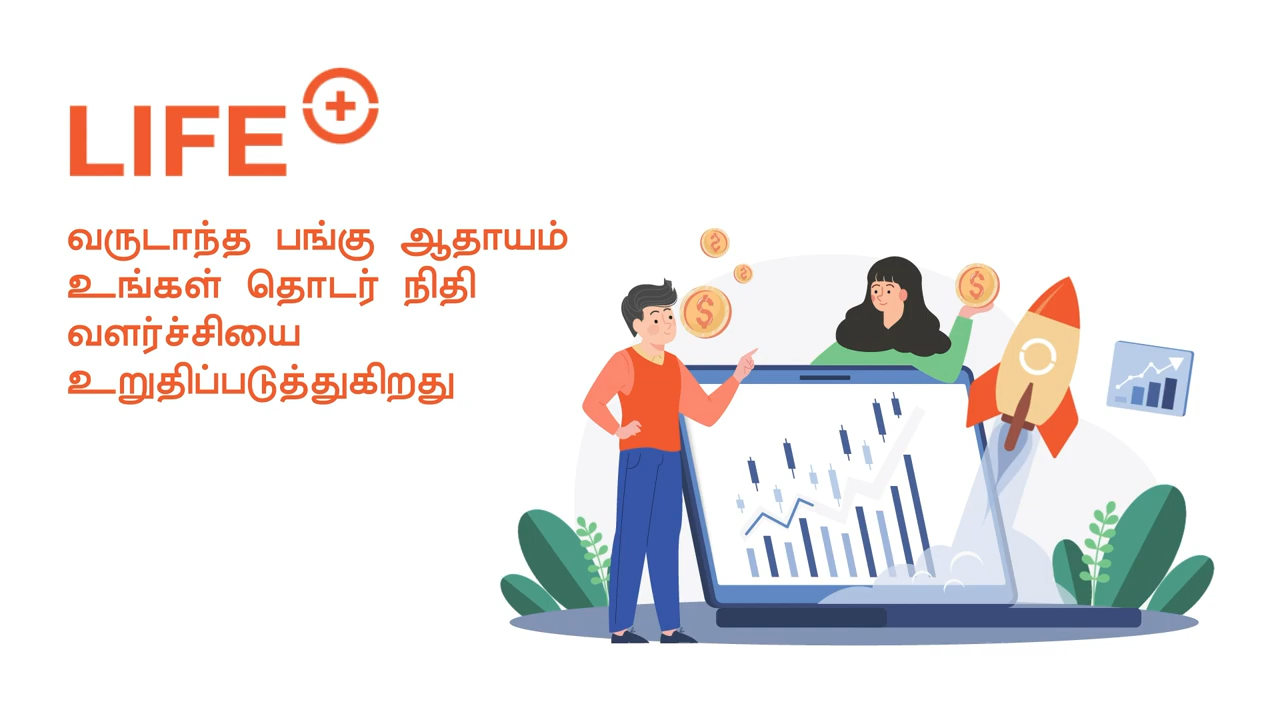 LIFE+
வருடாந்த பங்கு ஆதாயம்
உங்கள் தொடர் நிதி
வளர்ச்சியை
உறுதிப்படுத்துகிறது